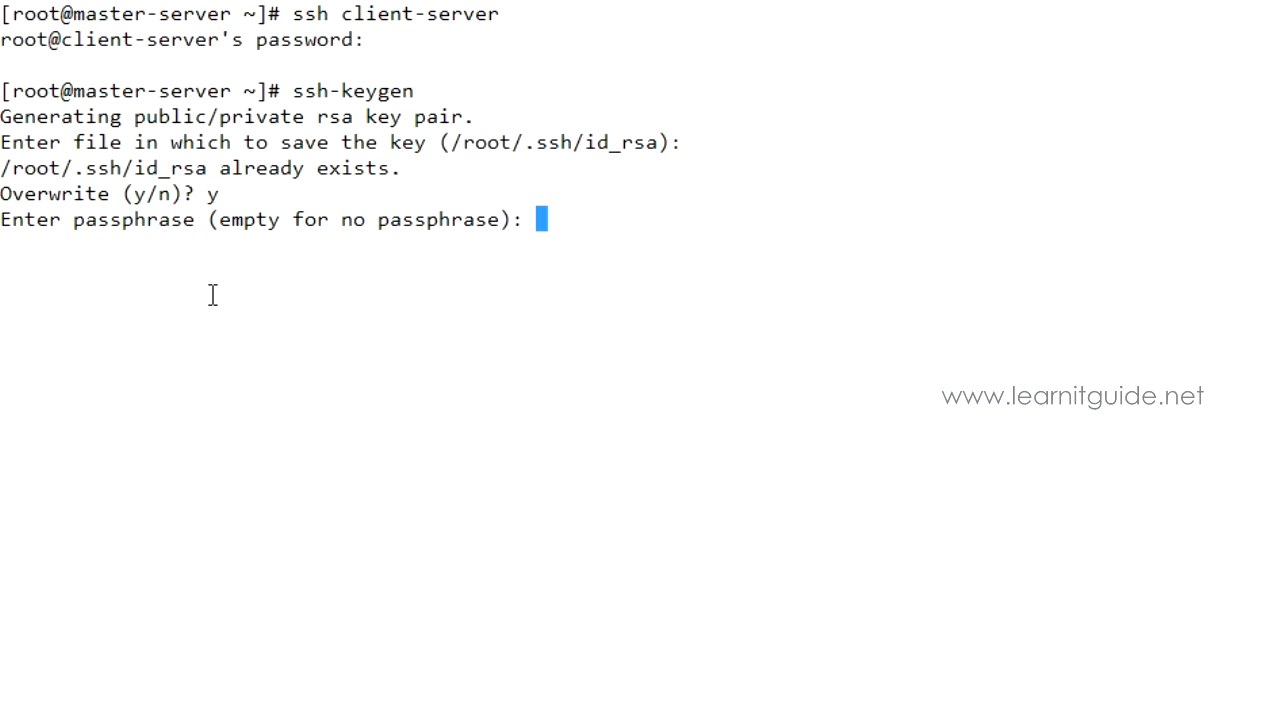 [root@master-server ~]# ssh client-server
root@client-server's password:
[root@master-server ~]# ssh-keygen
Generating public/private rsa key pair.
Enter file in which to save the key (/root/.ssh/id_rsa):
/root/.ssh/id_rsa already exists.
Overwrite (y/n)? y
Enter passphrase (empty for no passphrase):
www.learnitguide.net